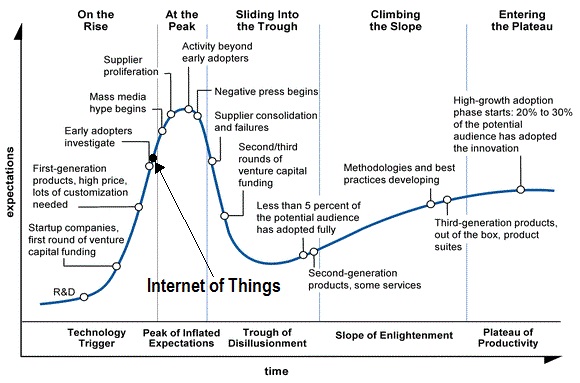 On the
Rise
At the
Peak
Sliding Into
the Trough
Climbing
the Slope
Entering
the Plateau
Activity beyond
early adopters
Supplier
proliferation
Negative press begins
Mass media
hype begins
High-growth adoption
phase starts: 20% to 30%
of the potential
audience has adopted
the innovation
Supplier consolidation
and failures
Early adopters
investigate
Second/third
rounds of
venture capital
funding
First-generation
products, high price,
lots of customization
needed
Methodologies and best
practices developing
Less than 5 percent of
the potential audience
has adopted fully
Startup companies,
first round of venture
capital funding
Third-generation products,
out of the box, product
suites
Second-generation
products, some services
Internet of Things
R&D
expectations
Technology
Trigger
Peak of Inflated
Expectations
Trough of
Disillusionment
Slope of Enlightenment
Plateau of
Productivity
time